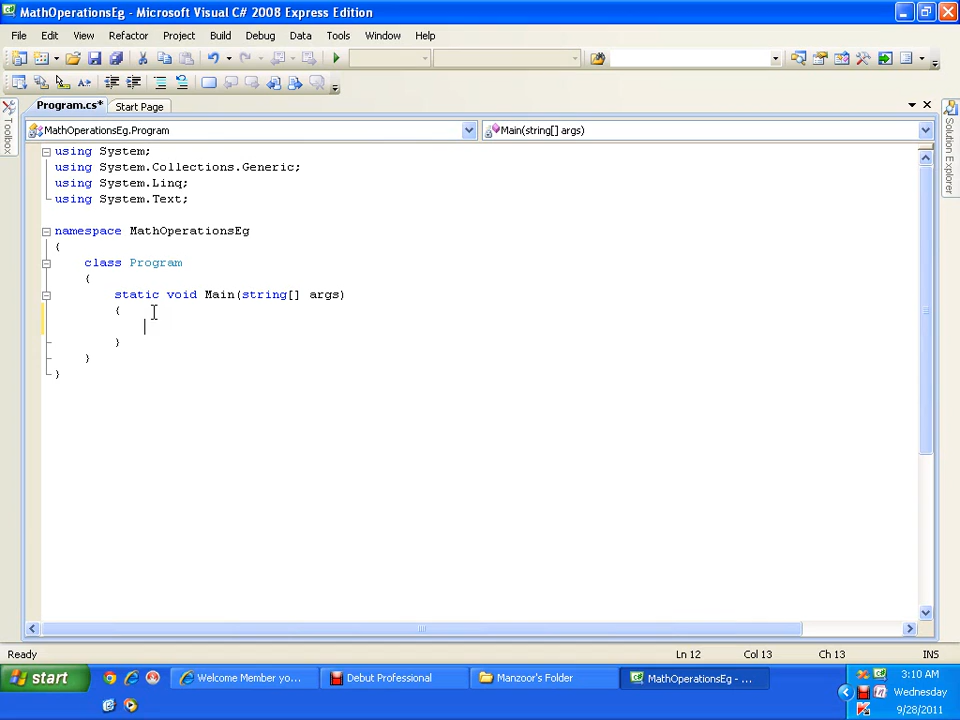 MathOperationsEg - Microsoft Visual C# 2008 Express Edition
File Edit View Refactor Project Build Debug Data Tools Window Help
Program.cs* Start Page
Toolbox
Solution Explorer
MathOperationsEg.Program Main(string[] args)
using System;
using System.Collections.Generic;
using System.Linq;
using System.Text;
namespace MathOperationsEg
{
class Program
{
static void Main(string[] args)
{
}
}
}
Ready Ln 12 Col 13 Ch 13 INS
start Welcome Member yo... Debut Professional Manzoor's Folder MathOperationsEg - ... 3:10 AM
Wednesday
9/28/2011